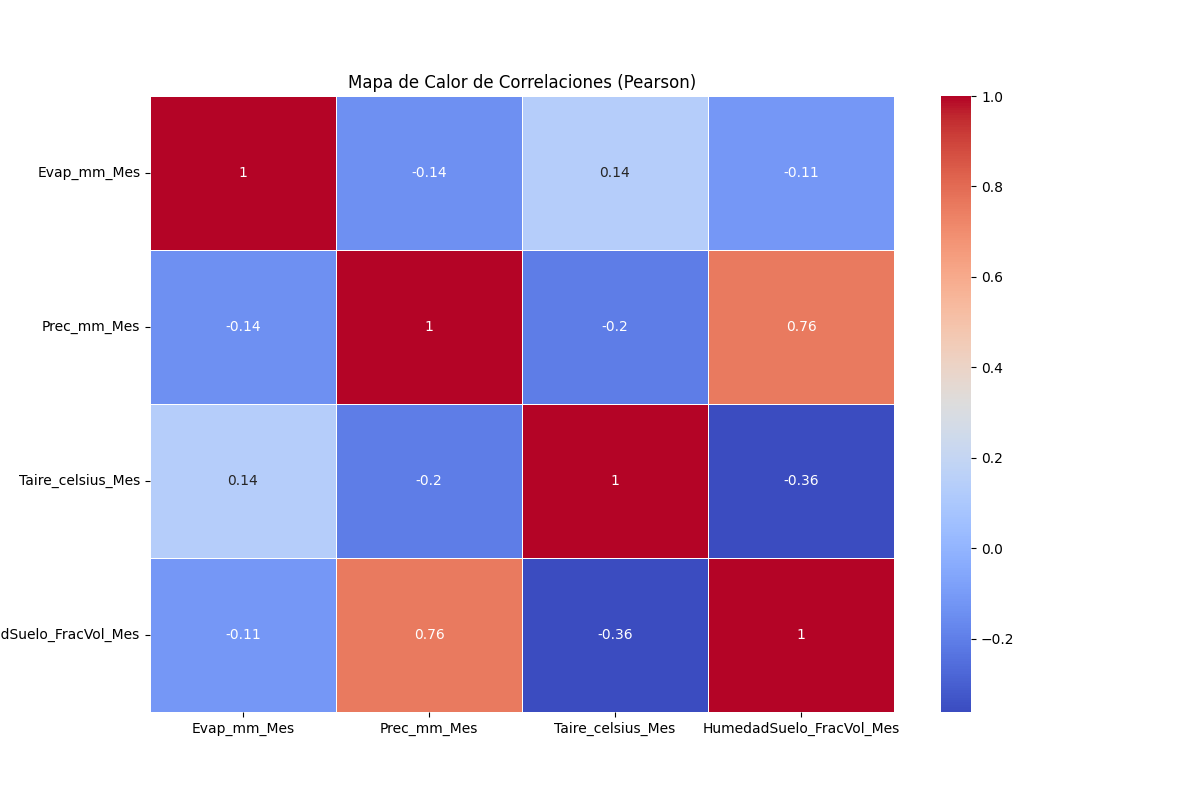 Mapa de Calor de Correlaciones (Pearson)
Evap_mm_Mes 1 -0.14 0.14 -0.11
Prec_mm_Mes -0.14 1 -0.2 0.76
Taire_celsius_Mes 0.14 -0.2 1 -0.36
dSuelo_FracVol_Mes -0.11 0.76 -0.36 1
Evap_mm_Mes Prec_mm_Mes Taire_celsius_Mes HumedadSuelo_FracVol_Mes
1.0
0.8
0.6
0.4
0.2
0.0
−0.2